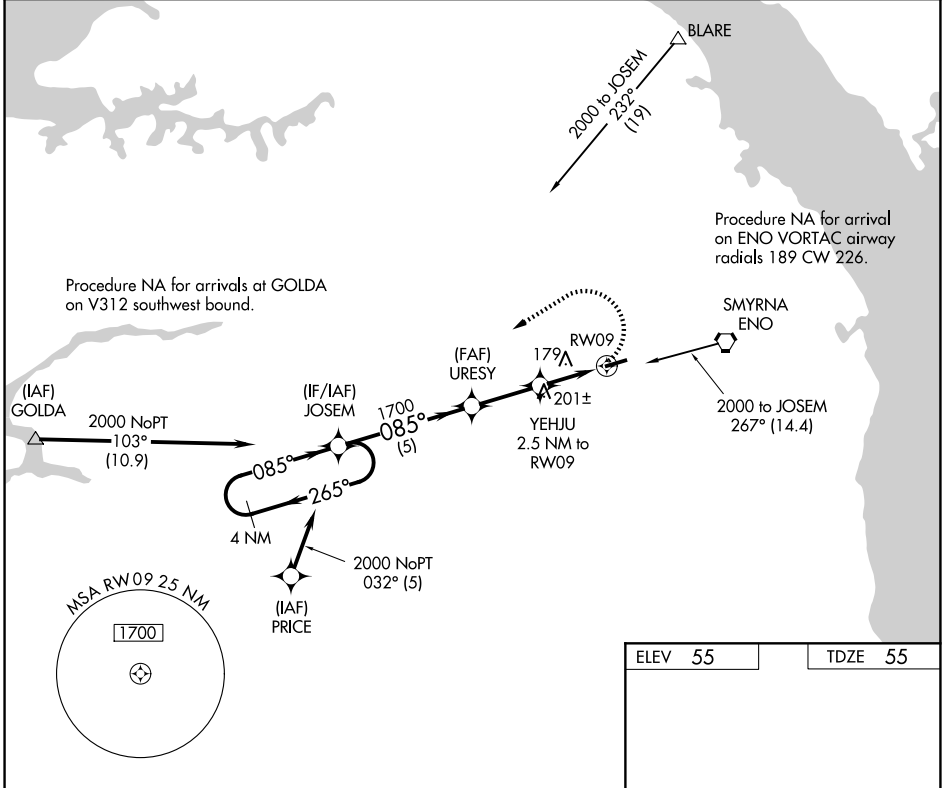 BLARE
2000 to JOSEM
232°
(19)
Procedure NA for arrival
on ENO VORTAC airway
radials 189 CW 226.
Procedure NA for arrivals at GOLDA
on V312 southwest bound.
SMYRNA
ENO
RW09
179
(FAF)
URESY
201±
(IF/IAF)
JOSEM
(IAF)
GOLDA
2000 NoPT
103°
(10.9)
1700
085°
(5)
YEHJU
2.5 NM to
RW09
2000 to JOSEM
267° (14.4)
085°
265°
4 NM
2000 NoPT
032° (5)
(IAF)
PRICE
MSA RW09 25 NM
1700
ELEV 55
TDZE 55